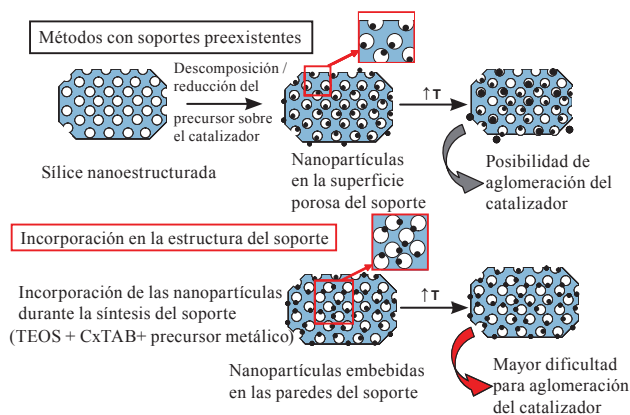 Métodos con soportes preexistentes
Descomposición /
reducción del
precursor sobre
el catalizador
↑T
Sílice nanoestructurada
Nanopartículas
en la superficie
porosa del soporte
Posibilidad de
aglomeración del
catalizador
Incorporación en la estructura del soporte
Incorporación de las nanopartículas
durante la síntesis del soporte
(TEOS + CxTAB+ precursor metálico)
↑T
Nanopartículas embebidas
en las paredes del soporte
Mayor dificultad
para aglomeración
del catalizador